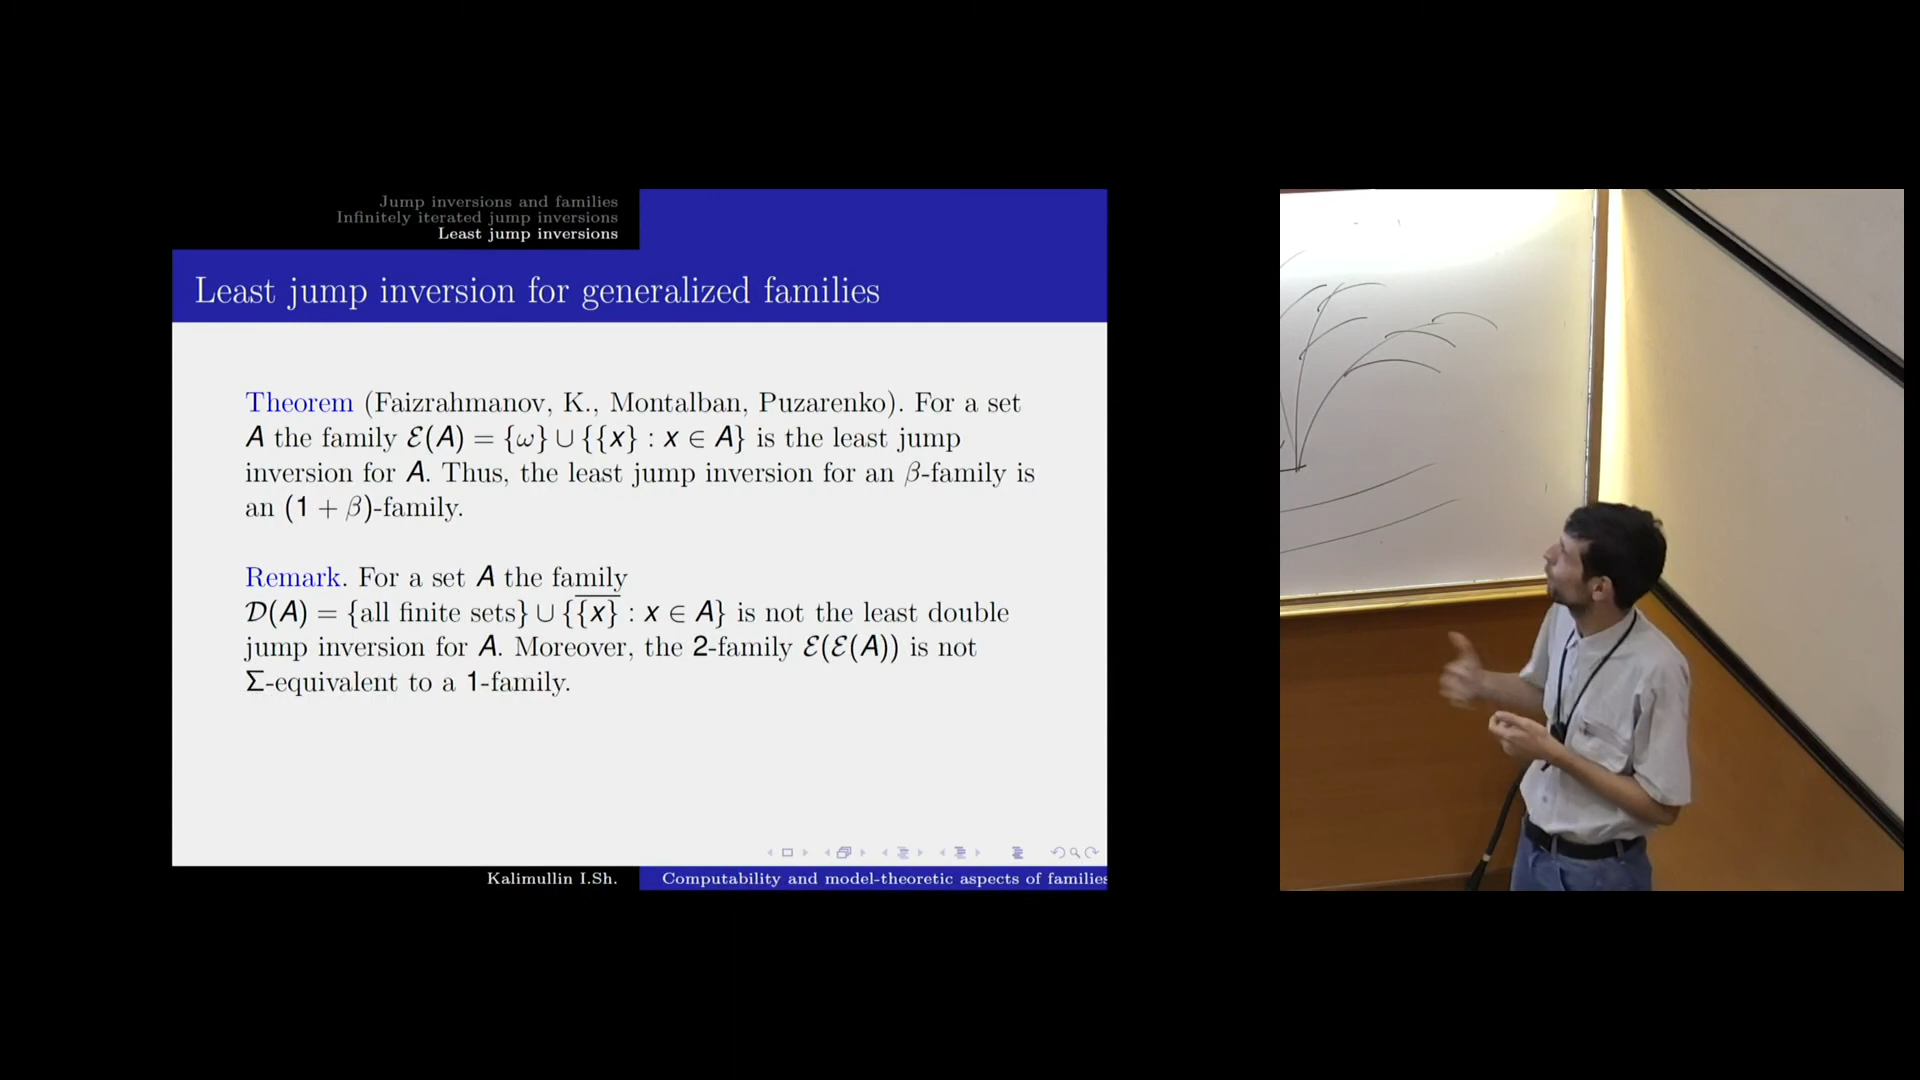 Jump inversions and families
Infinitely iterated jump inversions
Least jump inversions
Least jump inversion for generalized families
Theorem (Faizrahmanov, K., Montalban, Puzarenko). For a set
A the family ℰ(A) = {ω} ∪ {{x} : x ∈ A} is the least jump
inversion for A. Thus, the least jump inversion for an β-family is
an (1 + β)-family.
Remark. For a set A the family
𝒟(A) = {all finite sets} ∪ {\overline{{x}} : x ∈ A} is not the least double
jump inversion for A. Moreover, the 2-family ℰ(ℰ(A)) is not
Σ-equivalent to a 1-family.
Kalimullin I.Sh.
Computability and model-theoretic aspects of families